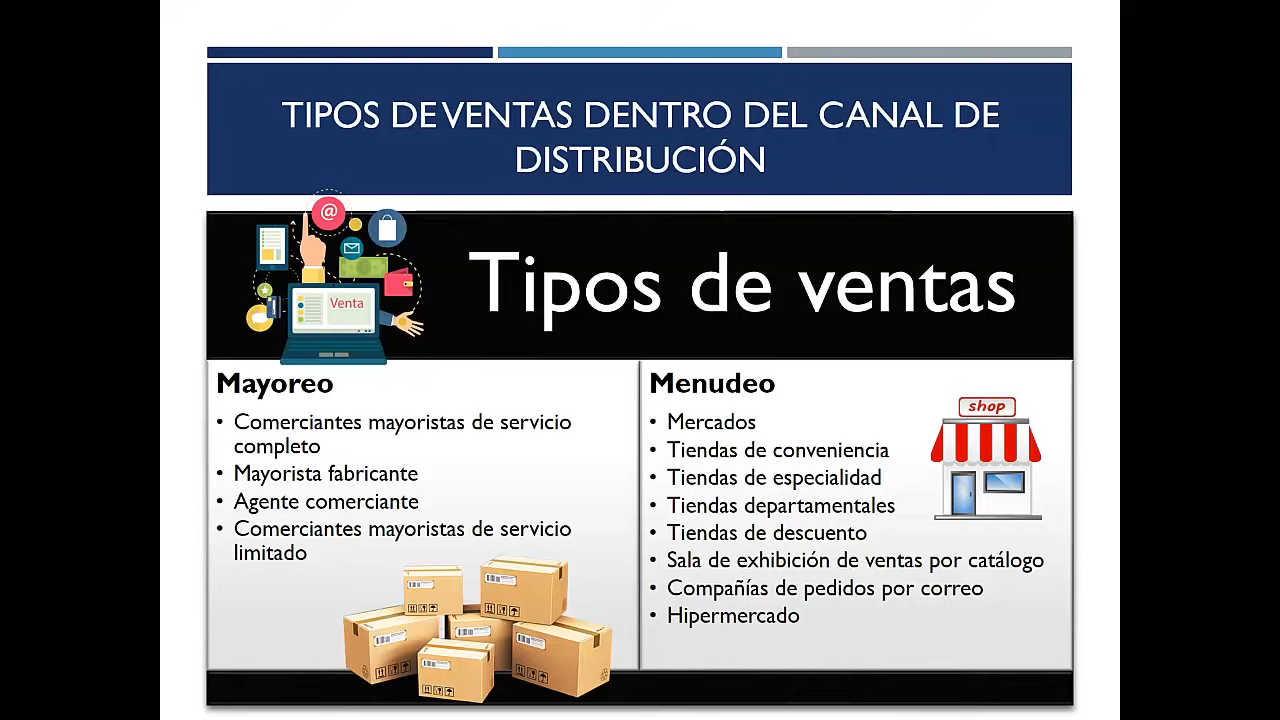 TIPOS DE VENTAS DENTRO DEL CANAL DE
DISTRIBUCIÓN
@
Venta
Tipos de ventas
Mayoreo
• Comerciantes mayoristas de servicio
completo
• Mayorista fabricante
• Agente comerciante
• Comerciantes mayoristas de servicio
limitado
Menudeo
shop
• Mercados
• Tiendas de conveniencia
• Tiendas de especialidad
• Tiendas departamentales
• Tiendas de descuento
• Sala de exhibición de ventas por catálogo
• Compañías de pedidos por correo
• Hipermercado